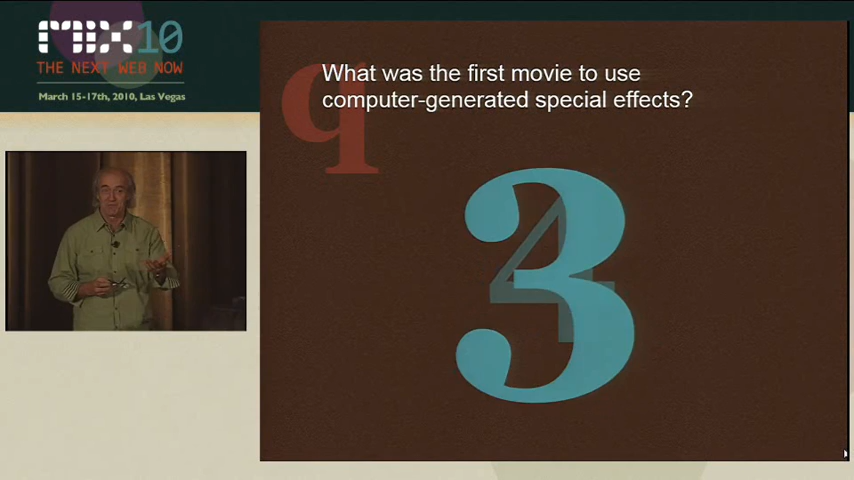 MIX10
THE NEXT WEB NOW
March 15-17th, 2010, Las Vegas
q
What was the first movie to use
computer-generated special effects?
3
4